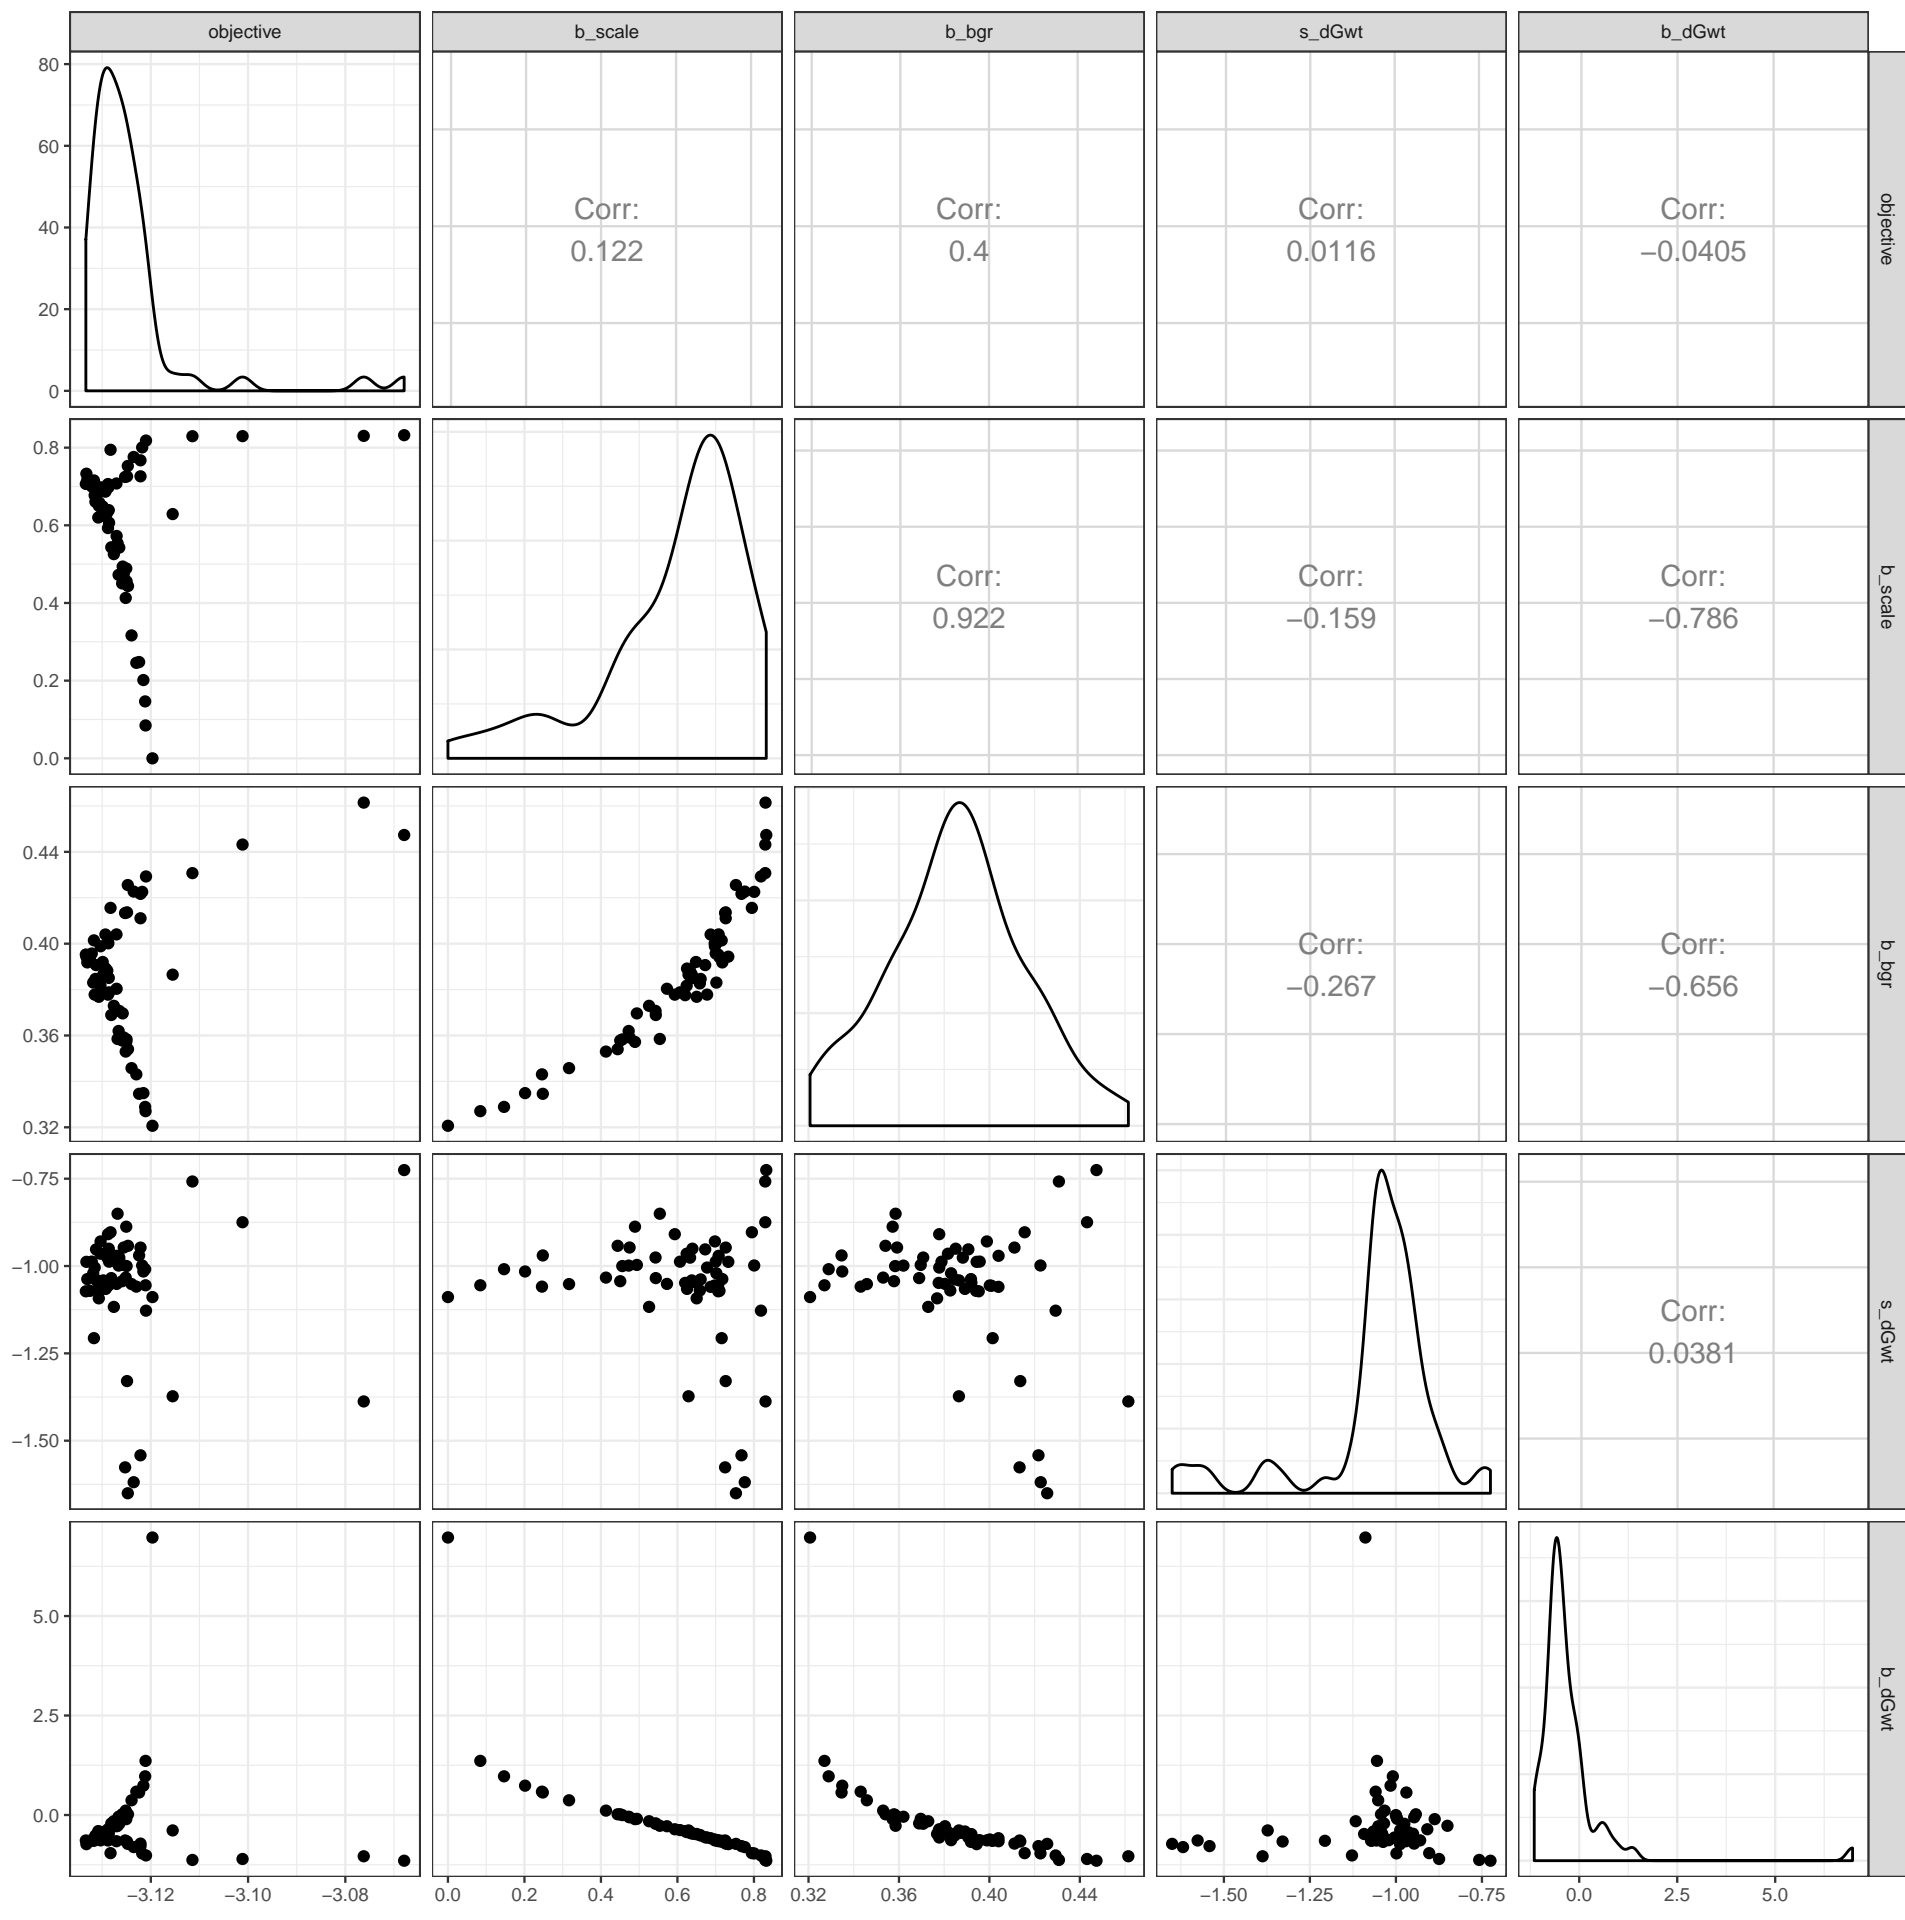 objective
b_scale
b_bgr
s_dGwt
b_dGwt
80
60
40
20
0
Corr:
0.122
Corr:
0.4
Corr:
0.0116
Corr:
−0.0405
objective
0.8
0.6
0.4
0.2
0.0
Corr:
0.922
Corr:
−0.159
Corr:
−0.786
b_scale
0.44
0.40
0.36
0.32
Corr:
−0.267
Corr:
−0.656
b_bgr
−0.75
−1.00
−1.25
−1.50
Corr:
0.0381
s_dGwt
5.0
2.5
0.0
b_dGwt
−3.12 −3.10 −3.08
0.0 0.2 0.4 0.6 0.8
0.32 0.36 0.40 0.44
−1.50 −1.25 −1.00 −0.75
0.0 2.5 5.0